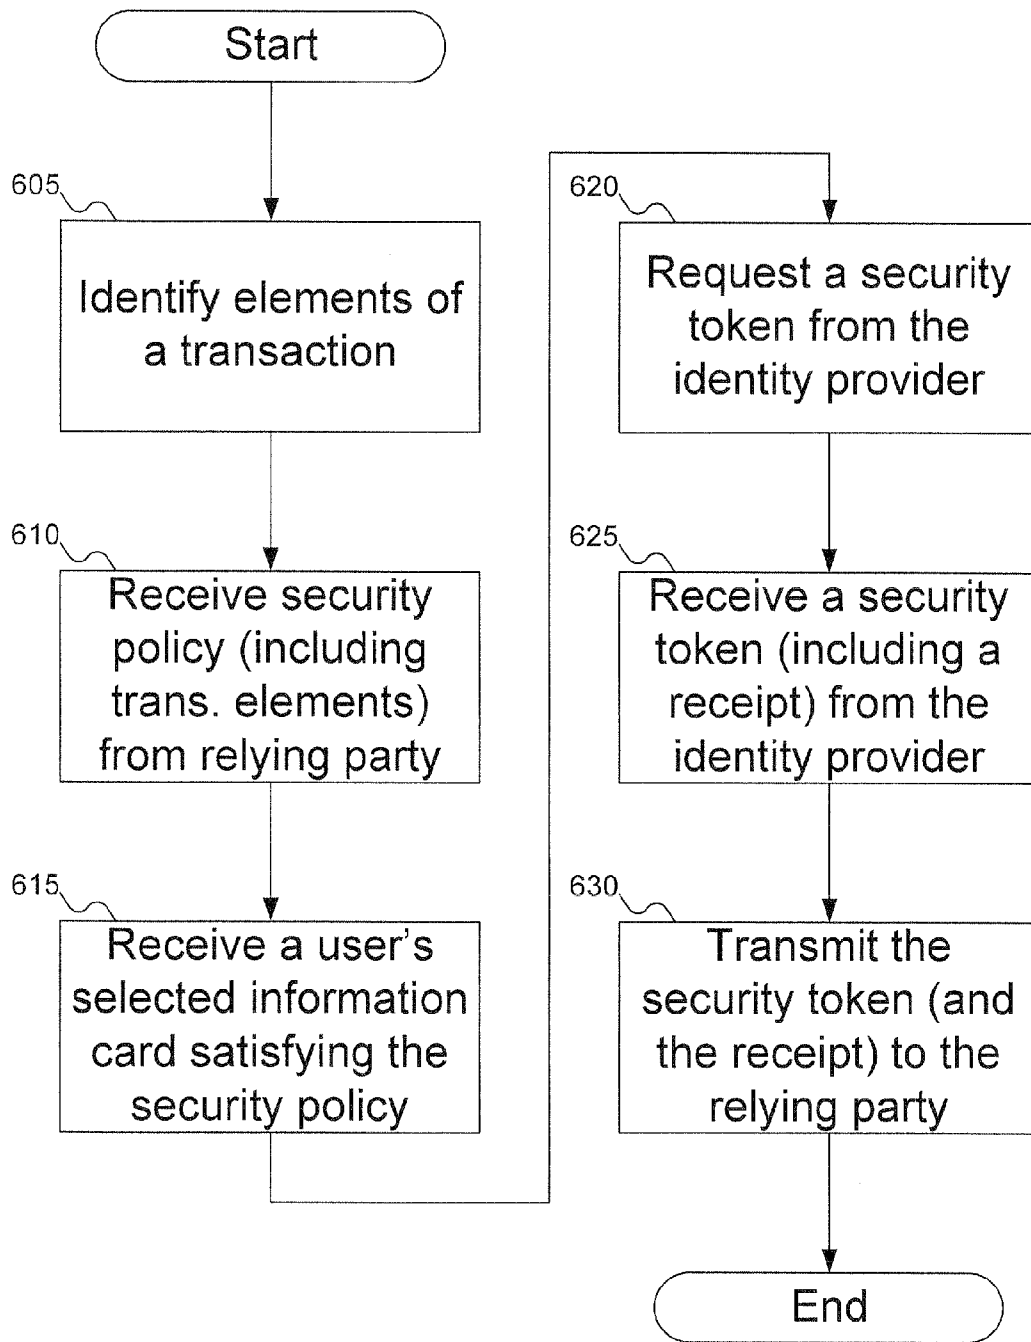 Start
605
Identify elements of
a transaction
610
Receive security
policy (including
trans. elements)
from relying party
615
Receive a user's
selected information
card satisfying the
security policy
620
Request a security
token from the
identity provider
625
Receive a security
token (including a
receipt) from the
identity provider
630
Transmit the
security token (and
the receipt) to the
relying party
End